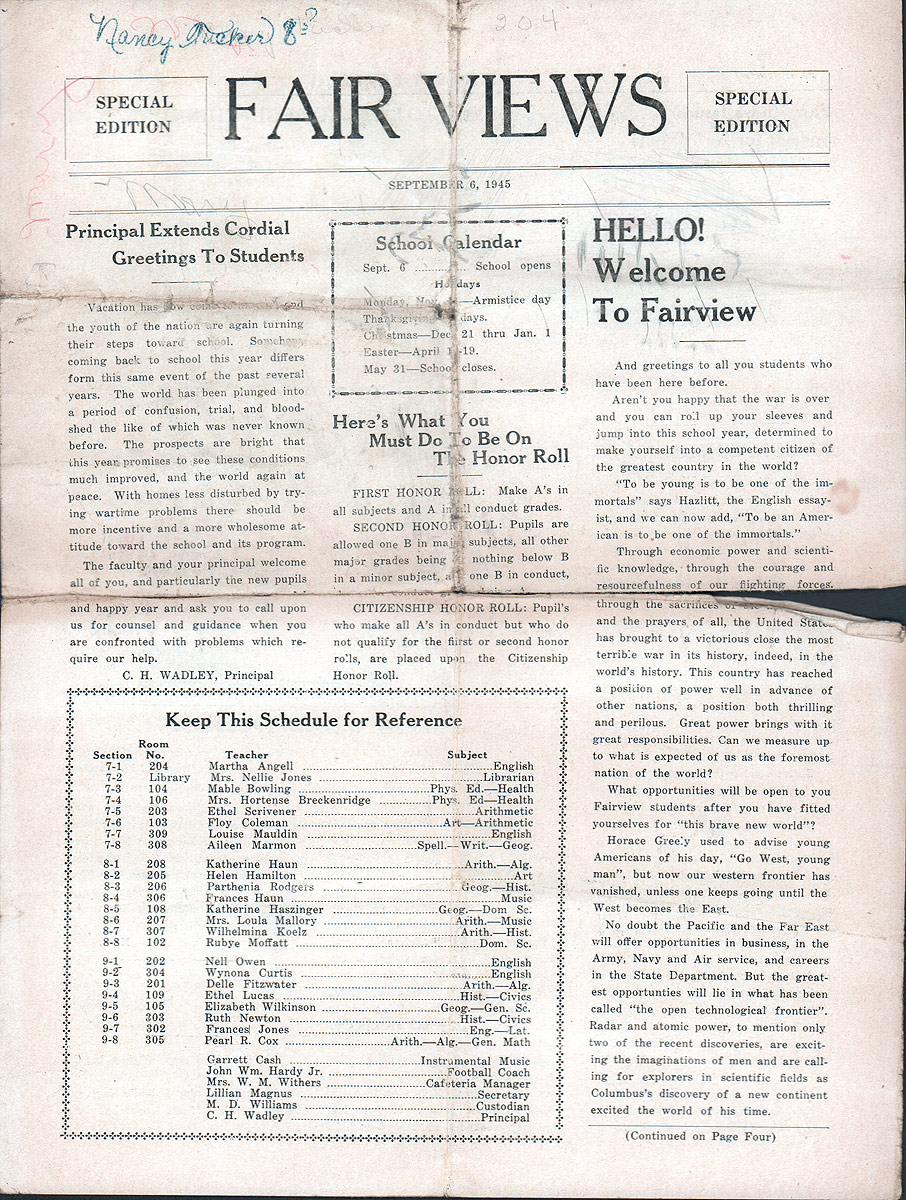 Nancy Tucker 8
204
SPECIAL
EDITION
FAIR VIEWS
SPECIAL
EDITION
SEPTEMBER 6, 1945
Principal Extends Cordial
Greetings To Students
Vacation has now and
the youth of the nation are again turning
their steps toward school. Somehow
coming back to school this year differs
form this same event of the past several
years. The world has been plunged into
a period of confusion, trial, and blood-
shed the like of which was never known
before. The prospects are bright that
this year promises to see these conditions
much improved, and the world again at
peace. With homes less disturbed by try-
ing wartime problems there should be
more incentive and a more wholesome at-
titude toward the school and its program.
The faculty and your principal welcome
all of you, and particularly the new pupils
and happy year and ask you to call upon
us for counsel and guidance when you
are confronted with problems which re-
quire our help.
C. H. WADLEY, Principal
School Calendar
Sept. 6 .............. School opens
Holidays
Monday, —Armistice day
Thanksgiving days.
Christmas—Dec. 21 thru Jan. 1
Easter—April -19.
May 31—School closes.
Here's What You
Must Do To Be On
The Honor Roll
FIRST HONOR ROLL: Make A's in
all subjects and A in all conduct grades.
SECOND HONOR ROLL: Pupils are
allowed one B in major subjects, all other
major grades being nothing below B
in a minor subject, one B in conduct,
CITIZENSHIP HONOR ROLL: Pupil's
who make all A's in conduct but who do
not qualify for the first or second honor
rolls, are placed upon the Citizenship
Honor Roll.
HELLO!
Welcome
To Fairview
And greetings to all you students who
have been here before.
Aren't you happy that the war is over
and you can roll up your sleeves and
jump into this school year, determined to
make yourself into a competent citizen of
the greatest country in the world?
"To be young is to be one of the im-
mortals" says Hazlitt, the English essay-
ist, and we can now add, "To be an Amer-
ican is to be one of the immortals."
Through economic power and scienti-
fic knowledge, through the courage and
resourcefulness of our fighting forces,
through the sacrifices of
and the prayers of all, the United States
has brought to a victorious close the most
terrible war in its history, indeed, in the
world's history. This country has reached
a position of power well in advance of
other nations, a position both thrilling
and perilous. Great power brings with it
great responsibilities. Can we measure up
to what is expected of us as the foremost
nation of the world?
What opportunities will be open to you
Fairview students after you have fitted
yourselves for "this brave new world"?
Horace Greely used to advise young
Americans of his day, "Go West, young
man", but now our western frontier has
vanished, unless one keeps going until the
West becomes the East.
No doubt the Pacific and the Far East
will offer opportunities in business, in the
Army, Navy and Air service, and careers
in the State Department. But the great-
est opportunties will lie in what has been
called "the open technological frontier".
Radar and atomic power, to mention only
two of the recent discoveries, are excit-
ing the imaginations of men and are call-
ing for explorers in scientific fields as
Columbus's discovery of a new continent
excited the world of his time.
(Continued on Page Four)
Keep This Schedule for Reference
Section Room No. Teacher Subject
7-1 204 Martha Angell ........ English
7-2 Library Mrs. Nellie Jones ........ Librarian
7-3 104 Mable Bowling ........ Phys. Ed.—Health
7-4 106 Mrs. Hortense Breckenridge ........ Phys. Ed—Health
7-5 203 Ethel Scrivener ........ Arithmetic
7-6 103 Floy Coleman ........ Art—Arithmetic
7-7 309 Louise Mauldin ........ English
7-8 308 Aileen Marmon ........ Spell.—Writ.—Geog.
8-1 208 Katherine Haun ........ Arith.—Alg.
8-2 205 Helen Hamilton ........ Art
8-3 206 Parthenia Rodgers ........ Geog.—Hist.
8-4 306 Frances Haun ........ Music
8-5 108 Katherine Haszinger ........ Geog.—Dom Sc.
8-6 207 Mrs. Loula Mallory ........ Arith.—Music
8-7 307 Wilhelmina Koelz ........ Arith.—Hist.
8-8 102 Rubye Moffatt ........ Dom. Sc.
9-1 202 Nell Owen ........ English
9-2 304 Wynona Curtis ........ English
9-3 201 Delle Fitzwater ........ Arith.—Alg.
9-4 109 Ethel Lucas ........ Hist.—Civics
9-5 105 Elizabeth Wilkinson ........ Geog.—Gen. Sc.
9-6 303 Ruth Newton ........ Hist.—Civics
9-7 302 Frances Jones ........ Eng.—Lat.
9-8 305 Pearl R. Cox ........ Arith.—Alg.—Gen. Math
Garrett Cash ........ Instrumental Music
John Wm. Hardy Jr. ........ Football Coach
Mrs. W. M. Withers ........ Cafeteria Manager
Lillian Magnus ........ Secretary
M. D. Williams ........ Custodian
C. H. Wadley ........ Principal